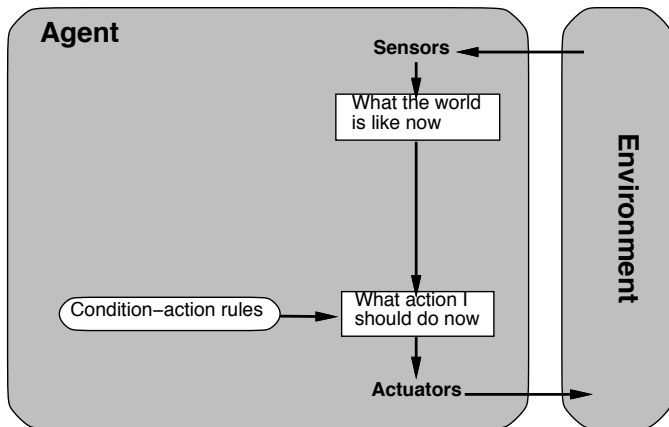 Agent
Sensors
What the world
is like now
Environment
Condition–action rules
What action I
should do now
Actuators